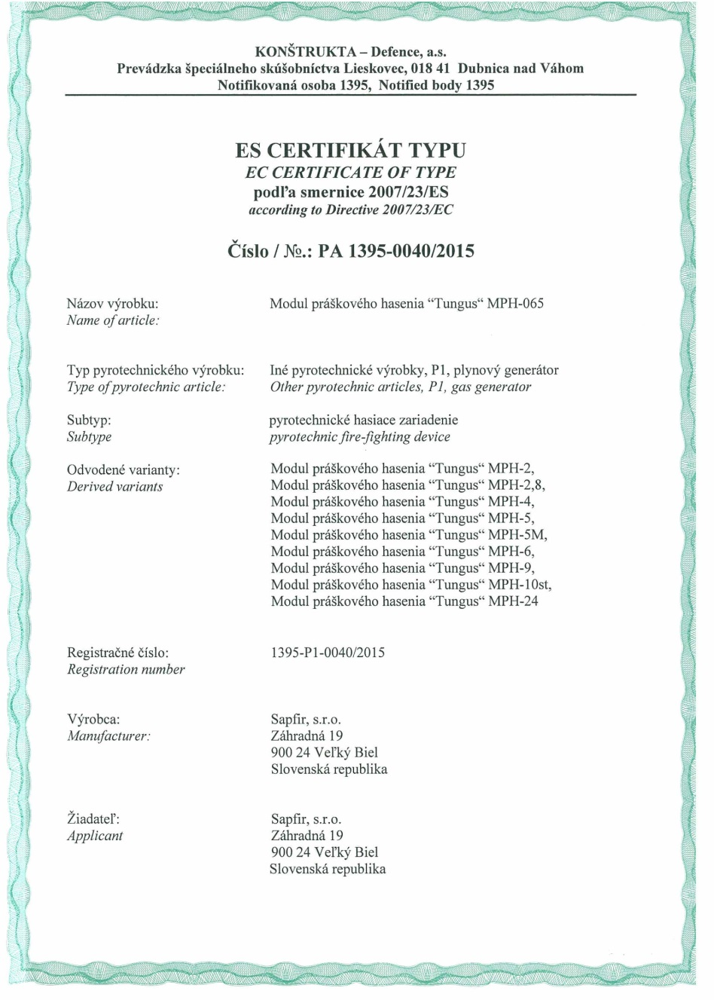 KONŠTRUKTA – Defence, a.s.
Prevádzka špeciálneho skúšobníctva Lieskovec, 018 41 Dubnica nad Váhom
Notifikovaná osoba 1395, Notified body 1395
ES CERTIFIKÁT TYPU
EC CERTIFICATE OF TYPE
podľa smernice 2007/23/ES
according to Directive 2007/23/EC
Číslo / №.: PA 1395-0040/2015
Názov výrobku: Modul práškového hasenia “Tungus“ MPH-065
Name of article:
Typ pyrotechnického výrobku: Iné pyrotechnické výrobky, P1, plynový generátor
Type of pyrotechnic article: Other pyrotechnic articles, P1, gas generator
Subtyp: pyrotechnické hasiace zariadenie
Subtype pyrotechnic fire-fighting device
Odvodené varianty: Modul práškového hasenia “Tungus“ MPH-2,
Derived variants Modul práškového hasenia “Tungus“ MPH-2,8,
Modul práškového hasenia “Tungus“ MPH-4,
Modul práškového hasenia “Tungus“ MPH-5,
Modul práškového hasenia “Tungus“ MPH-5M,
Modul práškového hasenia “Tungus“ MPH-6,
Modul práškového hasenia “Tungus“ MPH-9,
Modul práškového hasenia “Tungus“ MPH-10st,
Modul práškového hasenia “Tungus“ MPH-24
Registračné číslo: 1395-P1-0040/2015
Registration number
Výrobca: Sapfir, s.r.o.
Manufacturer: Záhradná 19
900 24 Veľký Biel
Slovenská republika
Žiadateľ: Sapfir, s.r.o.
Applicant Záhradná 19
900 24 Veľký Biel
Slovenská republika